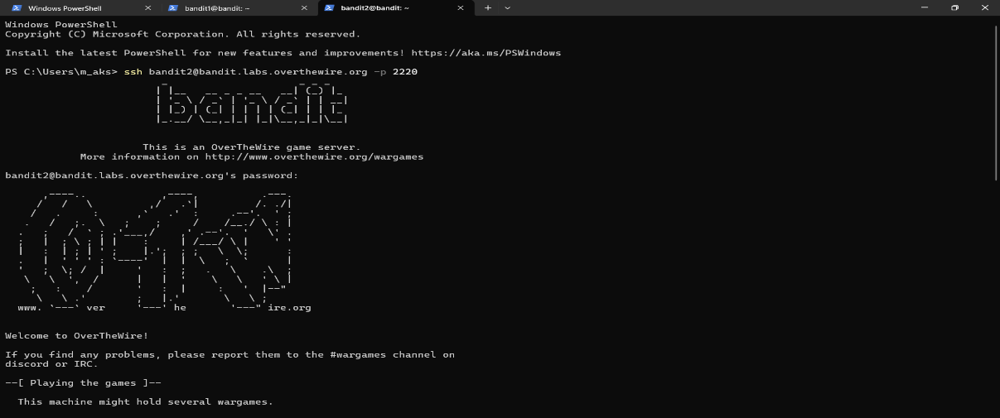 Windows PowerShell
bandit1@bandit: ~
bandit2@bandit: ~
Windows PowerShell
Copyright (C) Microsoft Corporation. All rights reserved.
Install the latest PowerShell for new features and improvements! https://aka.ms/PSWindows
PS C:\Users\m_aks> ssh bandit2@bandit.labs.overthewire.org -p 2220
bandit
This is an OverTheWire game server.
More information on http://www.overthewire.org/wargames
bandit2@bandit.labs.overthewire.org's password:
www. `---` ver '---' he '---" ire.org
Welcome to OverTheWire!
If you find any problems, please report them to the #wargames channel on
discord or IRC.
--[ Playing the games ]--
This machine might hold several wargames.